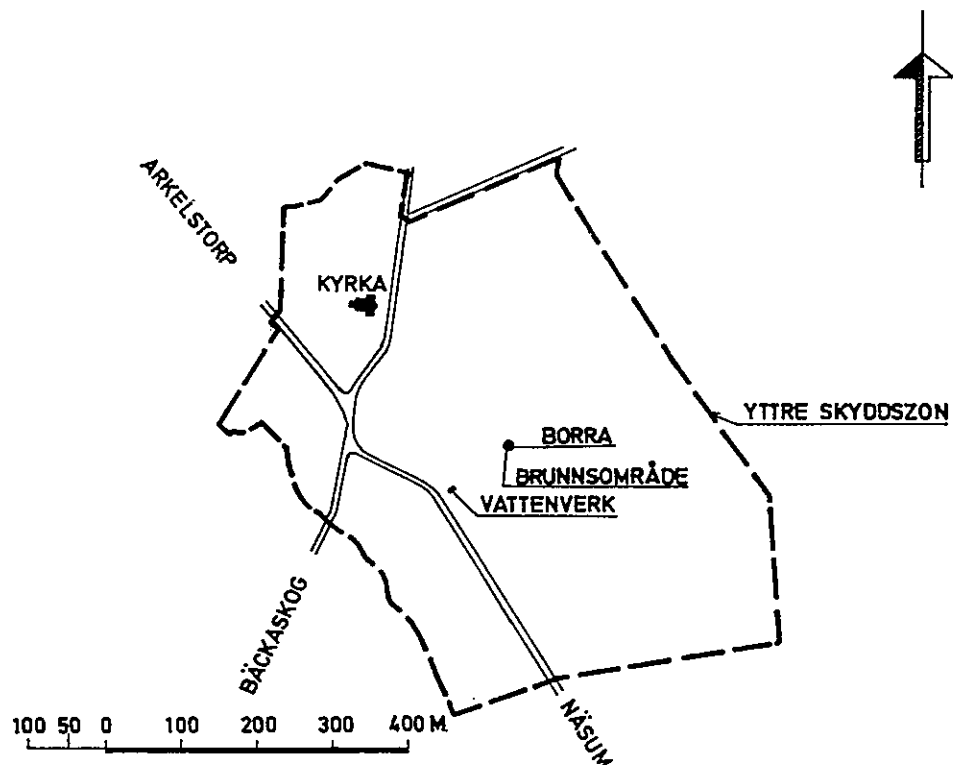 ARKELSTORP
KYRKA
YTTRE SKYDDSZON
BORRA
BRUNNSOMRÅDE
VATTENVERK
BÄCKASKOG
NÄSUM
100 50 0 100 200 300 400 M.